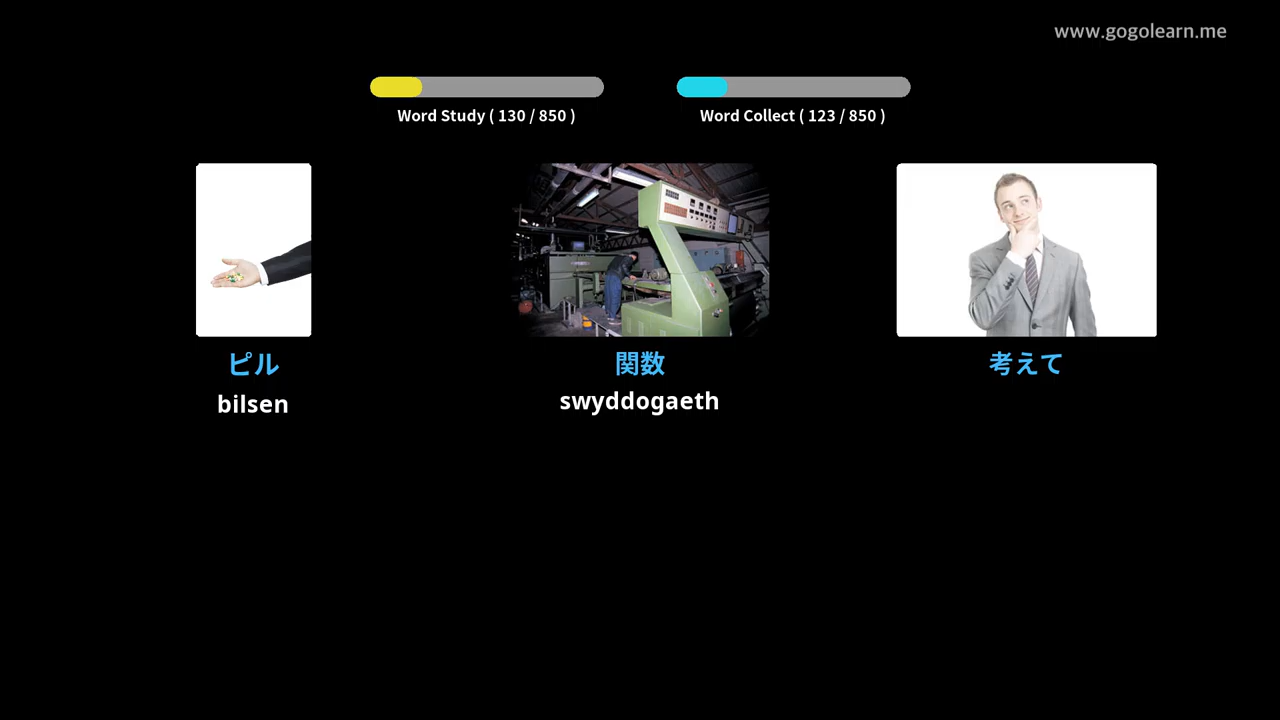 www.gogolearn.me
Word Study ( 130 / 850 )
Word Collect ( 123 / 850 )
ピル
関数
考えて
bilsen
swyddogaeth